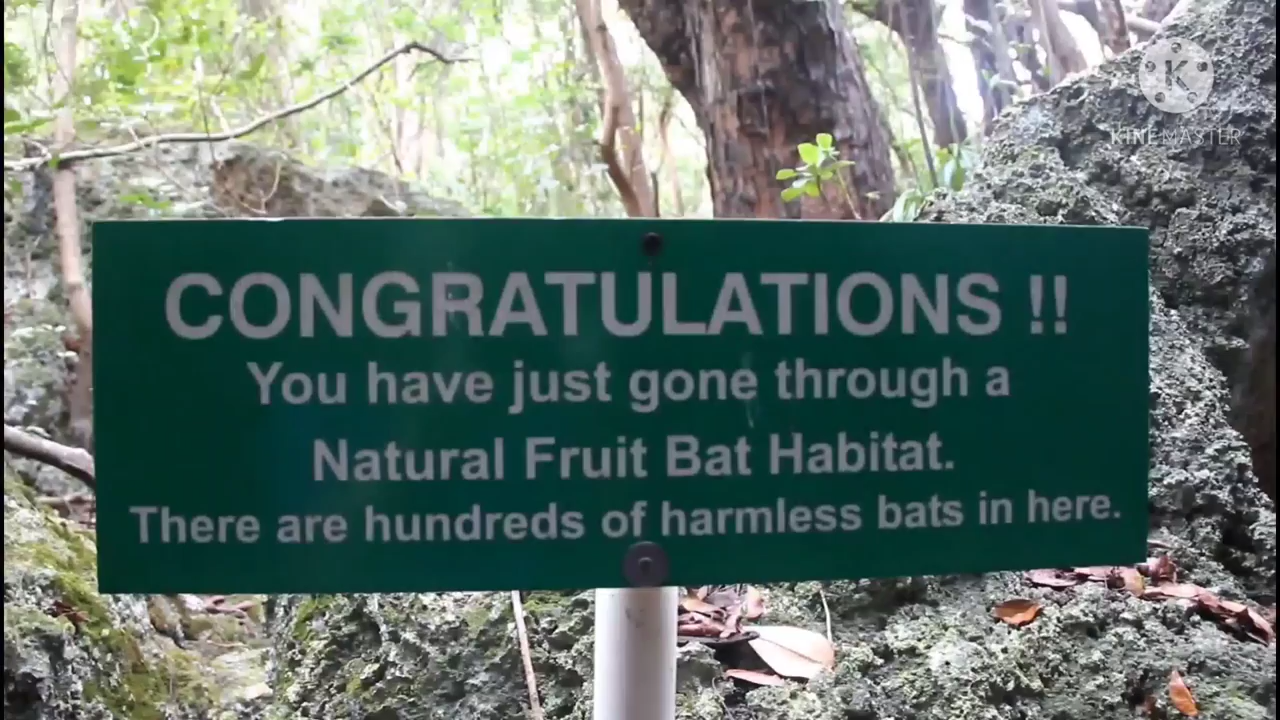 K
KINEMASTER
CONGRATULATIONS !!
You have just gone through a
Natural Fruit Bat Habitat.
There are hundreds of harmless bats in here.